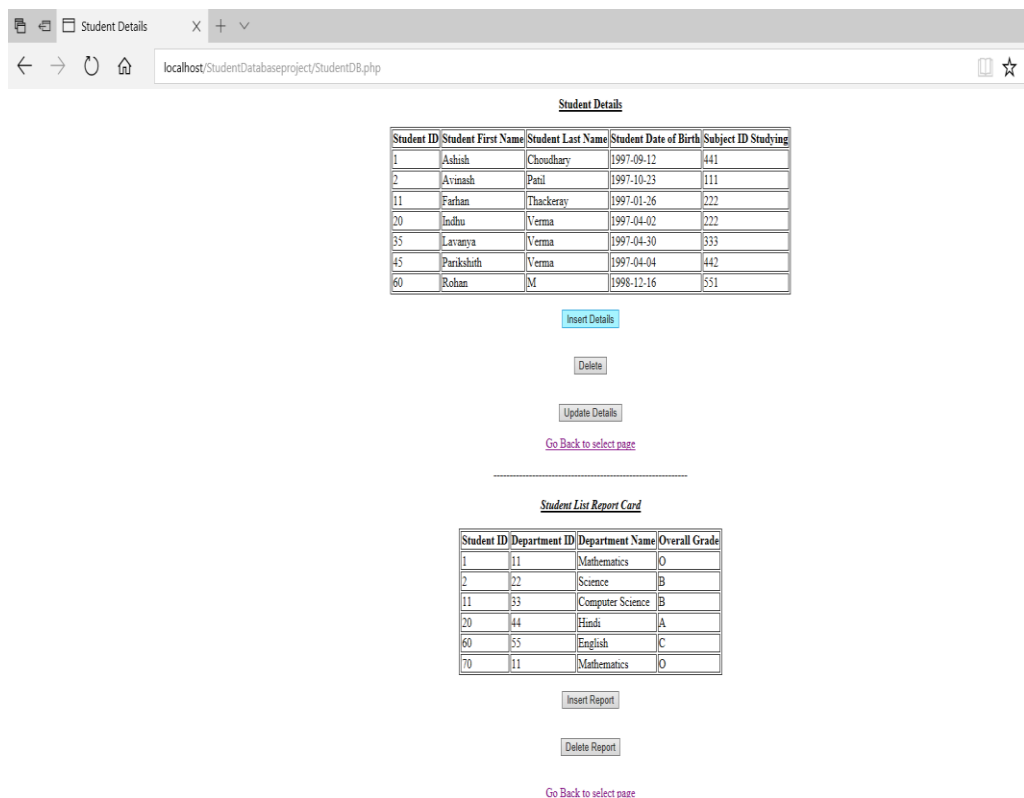 Student Details
localhost/StudentDatabaseproject/StudentDB.php
Student Details
Student ID Student First Name Student Last Name Student Date of Birth Subject ID Studying
1 Ashish Choudhary 1997-09-12 441
2 Avinash Patil 1997-10-23 111
11 Farhan Thackeray 1997-01-26 222
20 Indhu Verma 1997-04-02 222
35 Lavanya Verma 1997-04-30 333
45 Parikshith Verma 1997-04-04 442
60 Rohan M 1998-12-16 551
Insert Details
Delete
Update Details
Go Back to select page
Student List Report Card
Student ID Department ID Department Name Overall Grade
1 11 Mathematics O
2 22 Science B
11 33 Computer Science B
20 44 Hindi A
60 55 English C
70 11 Mathematics O
Insert Report
Delete Report
Go Back to select page